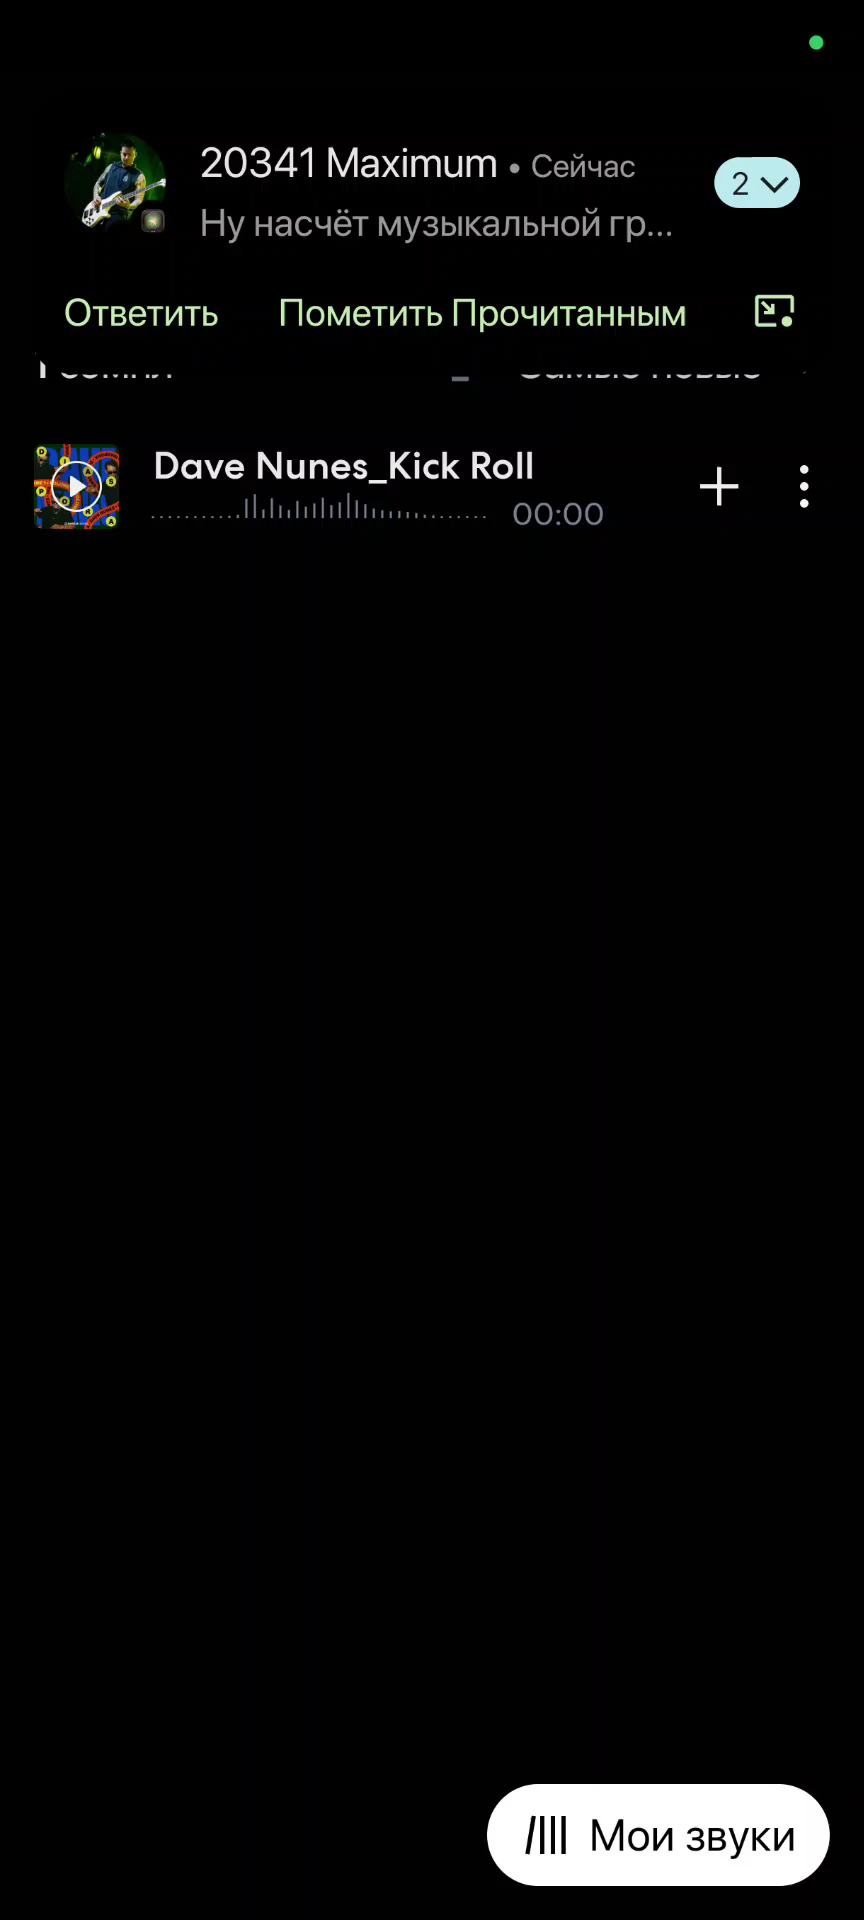 20341 Maximum • Сейчас
2
Ну насчёт музыкальной гр...
Ответить
Пометить Прочитанным
Dave Nunes_Kick Roll
00:00
Мои звуки